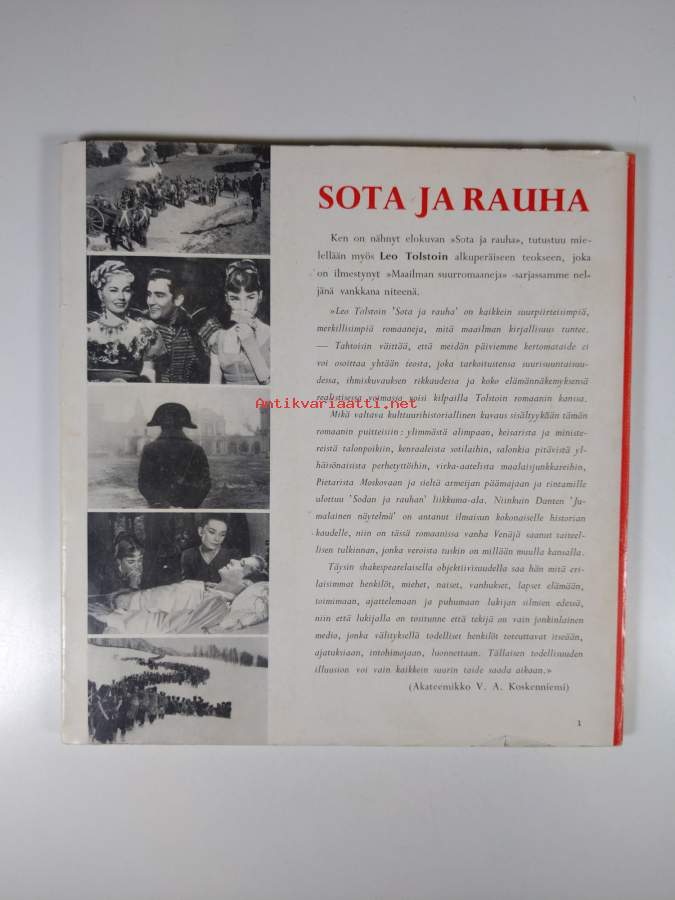 SOTA JA RAUHA
Ken on nähnyt elokuvan »Sota ja rauha», tutustuu mie-
lellään myös Leo Tolstoin alkuperäiseen teokseen, joka
on ilmestynyt »Maailman suurromaaneja» -sarjassamme nel-
jänä vankkana niteenä.
»Leo Tolstoin 'Sota ja rauha' on kaikkein suurpiirteisimpiä,
merkillisimpiä romaaneja, mitä maailman kirjallisuus tuntee.
— Tahtoisin väittää, että meidän päiviemme kertomataide ei
voi osoittaa yhtään teosta, joka tarkoituksensa suurisuuntaisuu-
dessa, ihmiskuvauksen rikkaudessa ja koko elämännäkemyksensä
realistisessa voimassa voisi kilpailla Tolstoin romaanin kanssa.
Antikvariaatti.net
Mikä valtava kulttuurihistoriallinen kuvaus sisältyykään tämän
romaanin puitteisiin: ylimmästä alimpaan, keisarista ja ministe-
reistä talonpoikiin, kenraaleista sotilaihin, salonkia pitävistä yl-
häisönaisista perhetyttöihin, virka-aatelista maalaisjunkkareihin,
Pietarista Moskovaan ja sieltä armeijan päämajaan ja rintamille
ulottuu 'Sodan ja rauhan' liikkuma-ala. Niinkuin Danten 'Ju-
malainen näytelmä' on antanut ilmaisun kokonaiselle historian
kaudelle, niin on tässä romaanissa vanha Venäjä saanut taiteel-
lisen tulkinnan, jonka veroista tuskin on millään muulla kansalla.
Täysin shakespearelaisella objektiivisuudella saa hän mitä eri-
laisimmat henkilöt, miehet, naiset, vanhukset, lapset elämään,
toimimaan, ajattelemaan ja puhumaan lukijan silmien edessä,
niin että lukijalla on tositunne että tekijä on vain jonkinlainen
medio, jonka välityksellä todelliset henkilöt toteuttavat itseään,
ajatuksiaan, intohimojaan, luonnettaan. Tällaisen todellisuuden
illuusion voi vain kaikkein suurin taide saada aikaan.»
(Akateemikko V. A. Koskenniemi)
1